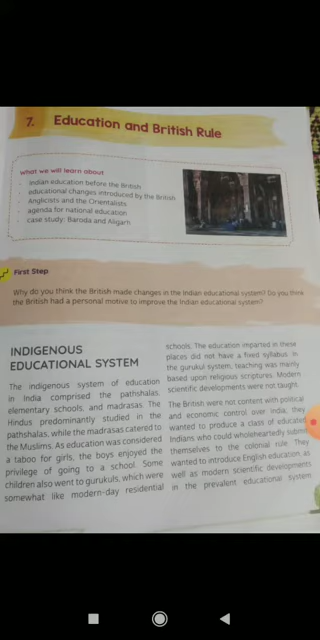 7. Education and British Rule
What we will learn about
- Indian education before the British
- educational changes introduced by the British
- Anglicists and the Orientalists
- agenda for national education
- case study: Baroda and Aligarh
First Step
Why do you think the British made changes in the Indian educational system? Do you think
the British had a personal motive to improve the Indian educational system?
INDIGENOUS
EDUCATIONAL SYSTEM
The indigenous system of education
in India comprised the pathshalas,
elementary schools, and madrasas. The
Hindus predominantly studied in the
pathshalas, while the madrasas catered to
the Muslims. As education was considered
a taboo for girls, the boys enjoyed the
privilege of going to a school. Some
children also went to gurukuls, which were
somewhat like modern-day residential
schools. The education imparted in these
places did not have a fixed syllabus. In
the gurukul system, teaching was mainly
based upon religious scriptures. Modern
scientific developments were not taught.
The British were not content with political
and economic control over India, they
wanted to produce a class of educated
Indians who could wholeheartedly submit
themselves to the colonial rule. They
wanted to introduce English education, as
well as modern scientific developments
in the prevalent educational system